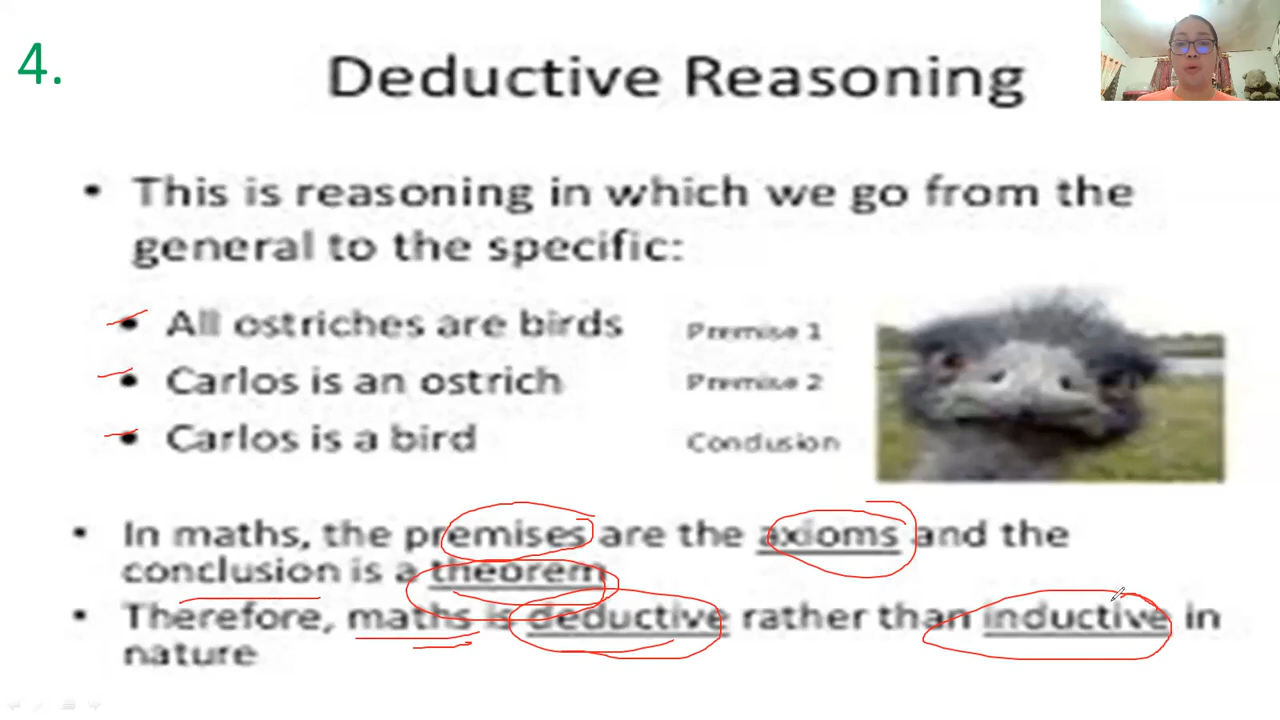 4.
Deductive Reasoning
• This is reasoning in which we go from the
general to the specific:
• All ostriches are birds Premise 1
• Carlos is an ostrich Premise 2
• Carlos is a bird Conclusion
• In maths, the premises are the axioms and the
conclusion is a theorem
• Therefore, maths is deductive rather than inductive in
nature